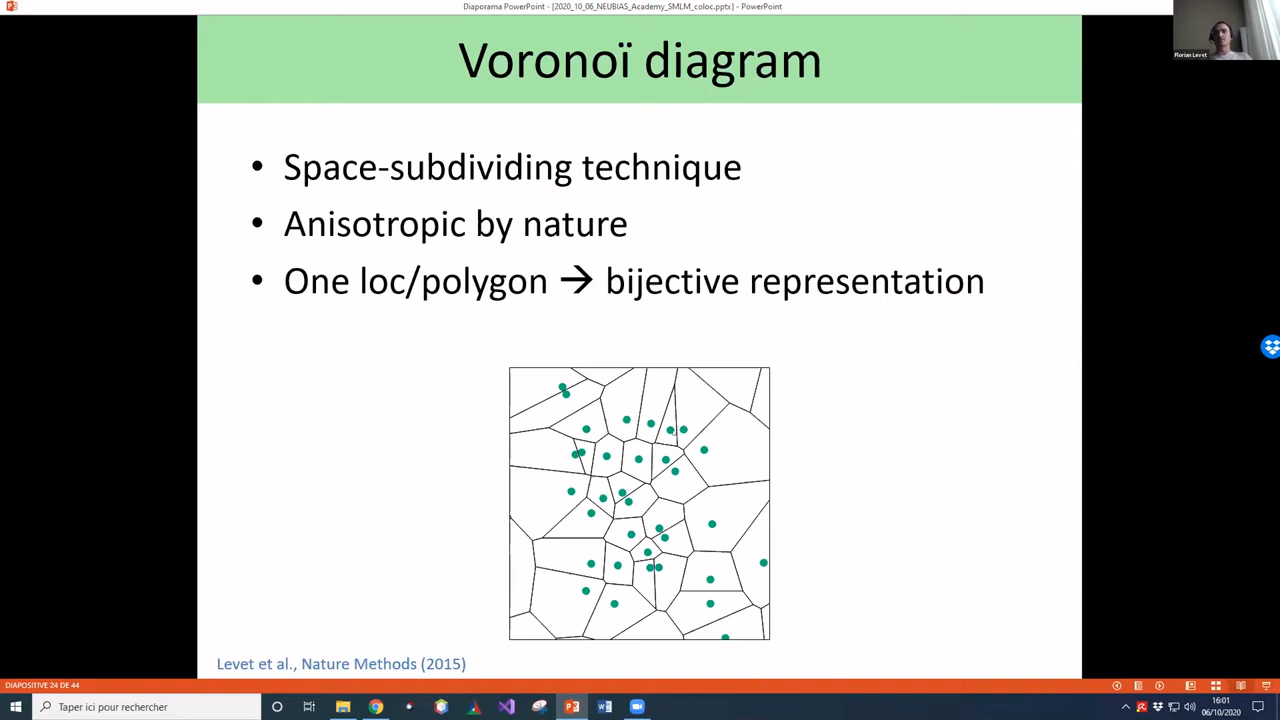 Diaporama PowerPoint - [2020_10_06_NEUBIAS_Academy_SMLM_coloc.pptx] - PowerPoint
Florian Levet
Voronoï diagram
• Space-subdividing technique
• Anisotropic by nature
• One loc/polygon → bijective representation
Levet et al., Nature Methods (2015)
DIAPOSITIVE 24 DE 44
Taper ici pour rechercher
16:01
06/10/2020